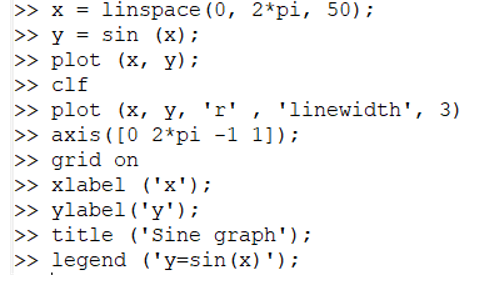 >> x = linspace(0, 2*pi, 50);
>> y = sin (x);
>> plot (x, y);
>> clf
>> plot (x, y, 'r' , 'linewidth', 3)
>> axis([0 2*pi -1 1]);
>> grid on
>> xlabel ('x');
>> ylabel('y');
>> title ('Sine graph');
>> legend ('y=sin(x)');